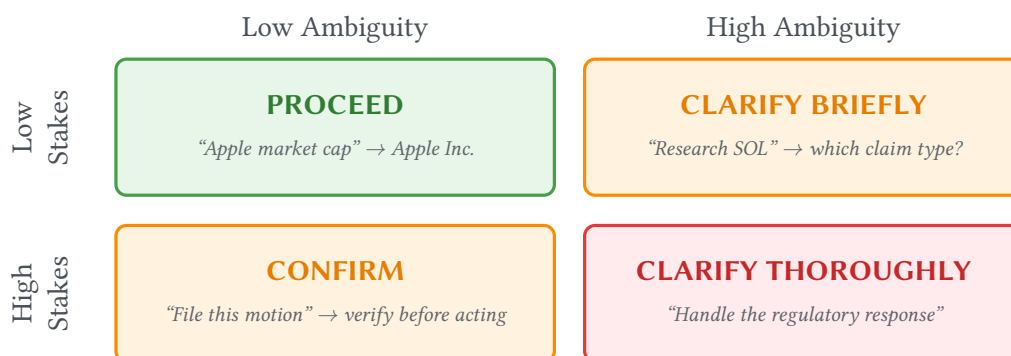 Low Ambiguity
High Ambiguity
Low
Stakes
PROCEED
“Apple market cap” → Apple Inc.
CLARIFY BRIEFLY
“Research SOL” → which claim type?
High
Stakes
CONFIRM
“File this motion” → verify before acting
CLARIFY THOROUGHLY
“Handle the regulatory response”